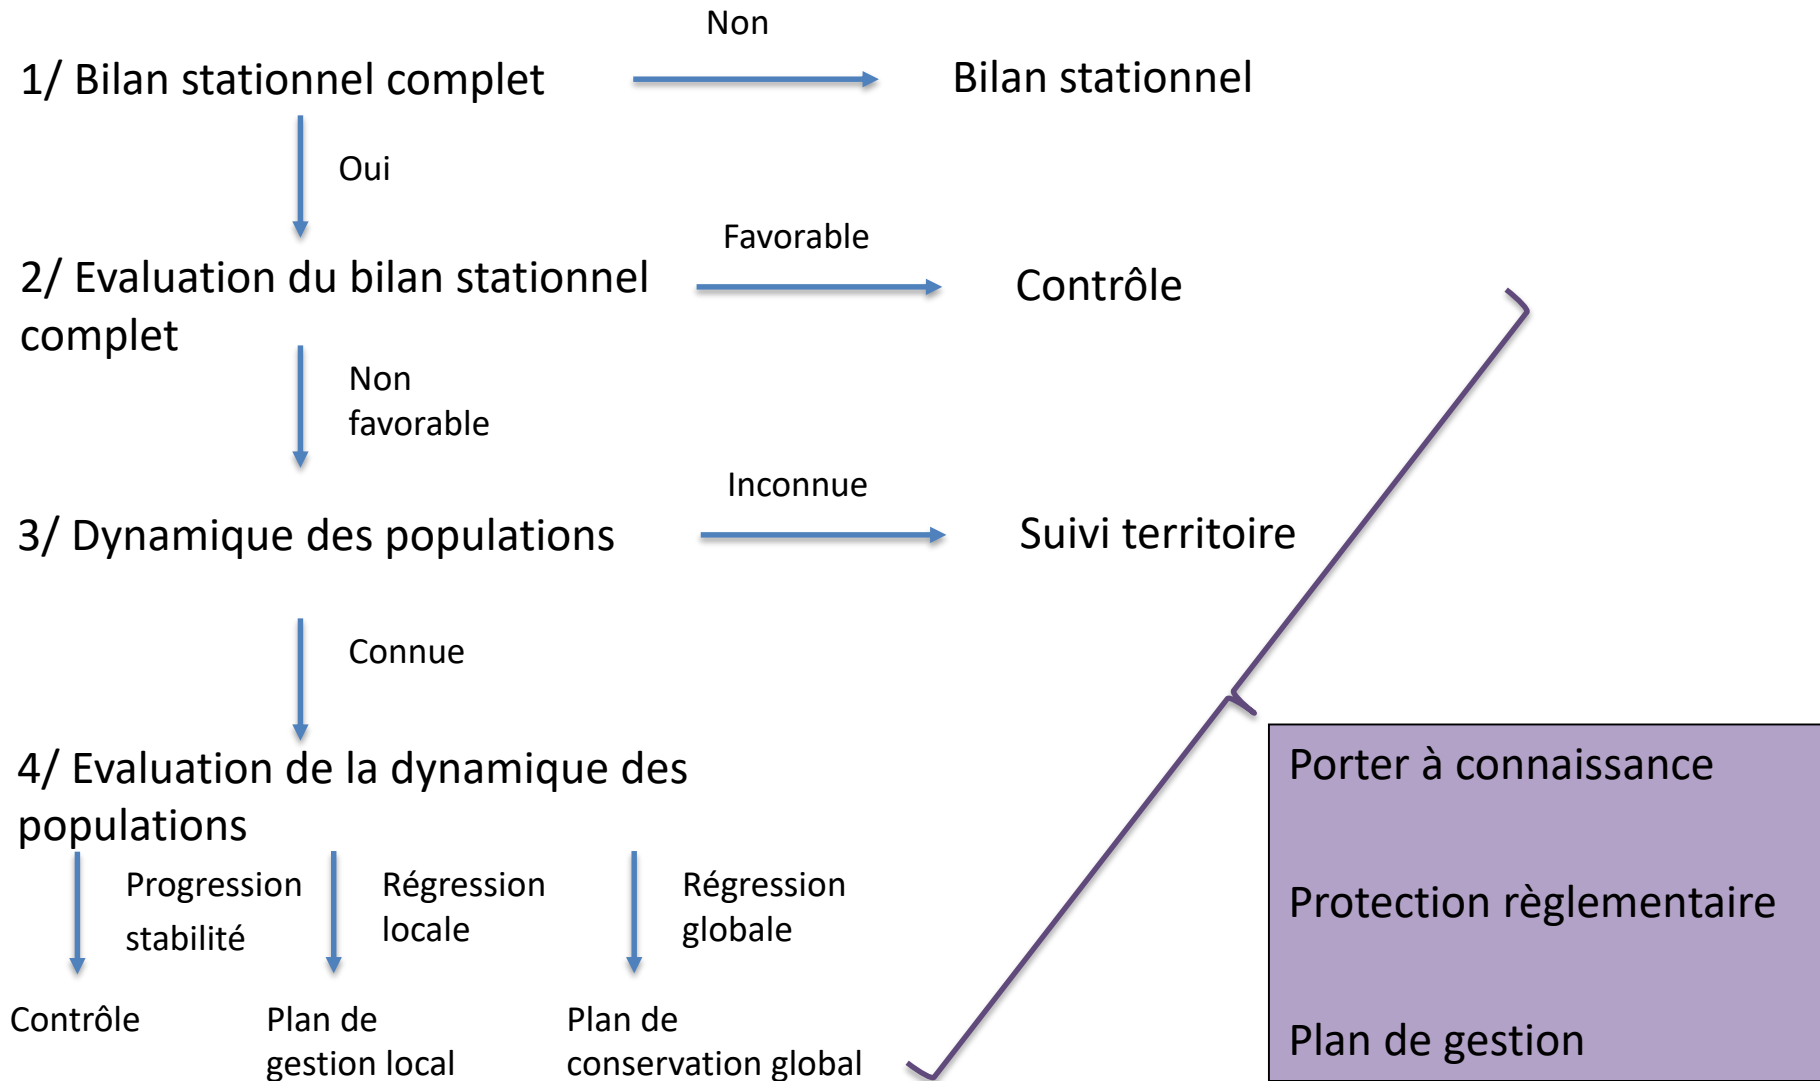 Non
1/ Bilan stationnel complet
Bilan stationnel
Oui
Favorable
2/ Evaluation du bilan stationnel
complet
Contrôle
Non
favorable
Inconnue
3/ Dynamique des populations
Suivi territoire
Connue
4/ Evaluation de la dynamique des
populations
Progression
stabilité
Régression
locale
Régression
globale
Contrôle
Plan de
gestion local
Plan de
conservation global
Porter à connaissance
Protection règlementaire
Plan de gestion